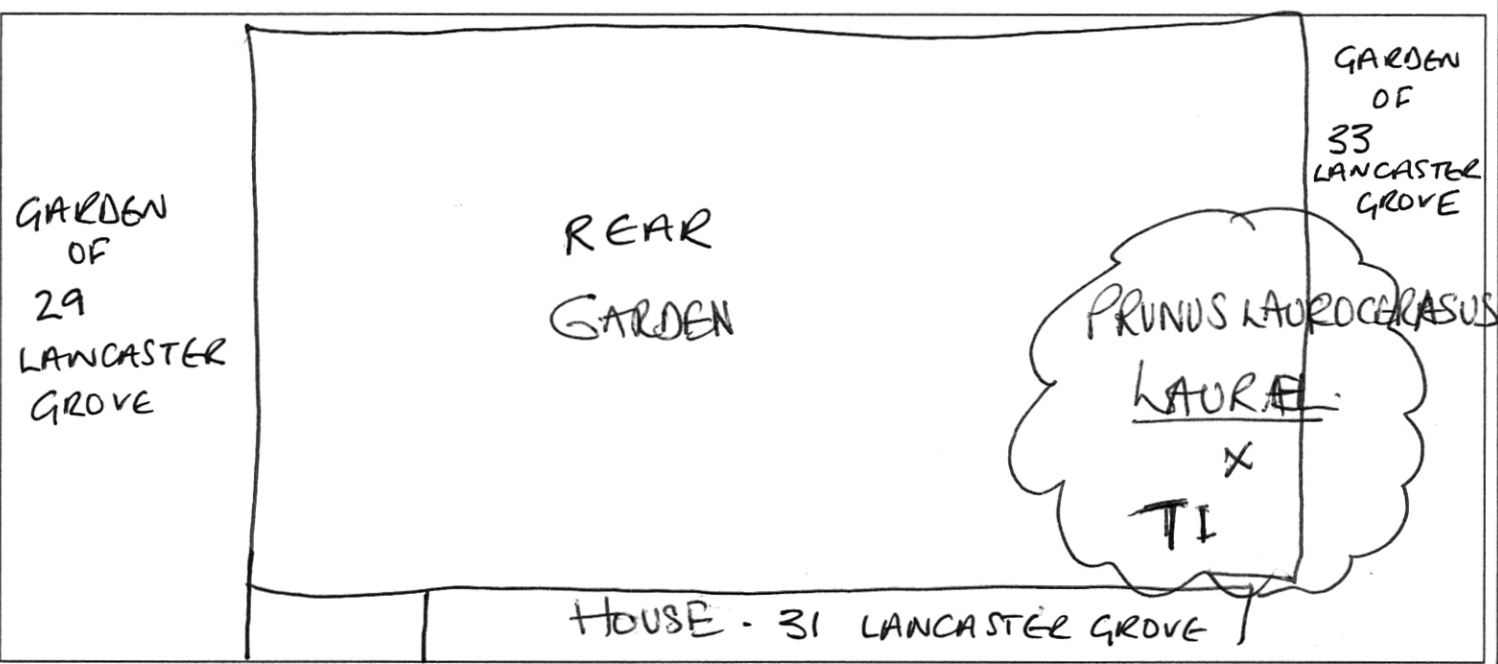 GARDEN
OF
29
LANCASTER
GROVE
REAR
GARDEN
GARDEN
OF
33
LANCASTER
GROVE
PRUNUS LAUROCERASUS
LAUREL.
X
T1
HOUSE - 31 LANCASTER GROVE